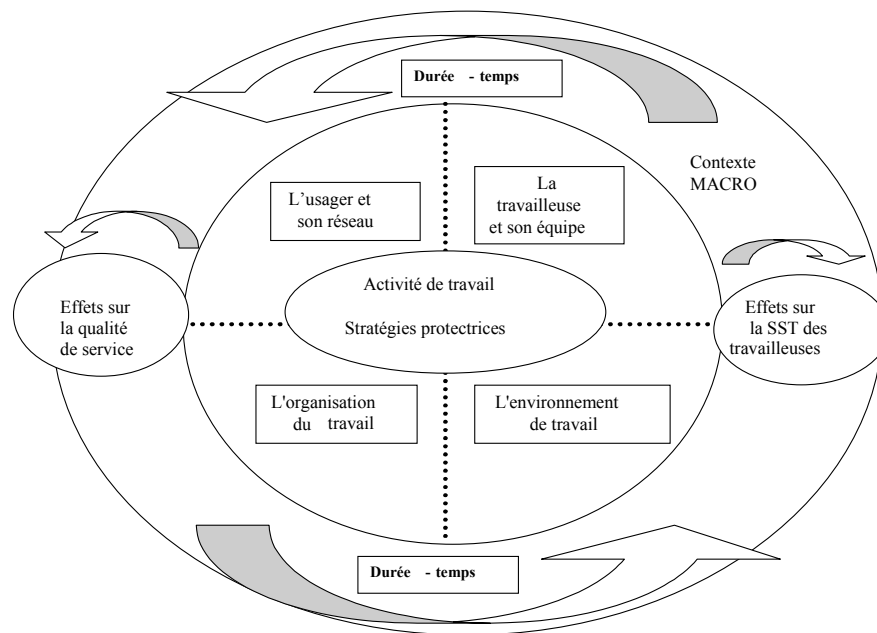 Durée - temps
Contexte
MACRO
L'usager et
son réseau
La
travailleuse
et son équipe
Activité de travail
Stratégies protectrices
Effets sur
la qualité
de service
Effets sur
la SST des
travailleuses
L'organisation
du travail
L'environnement
de travail
Durée - temps